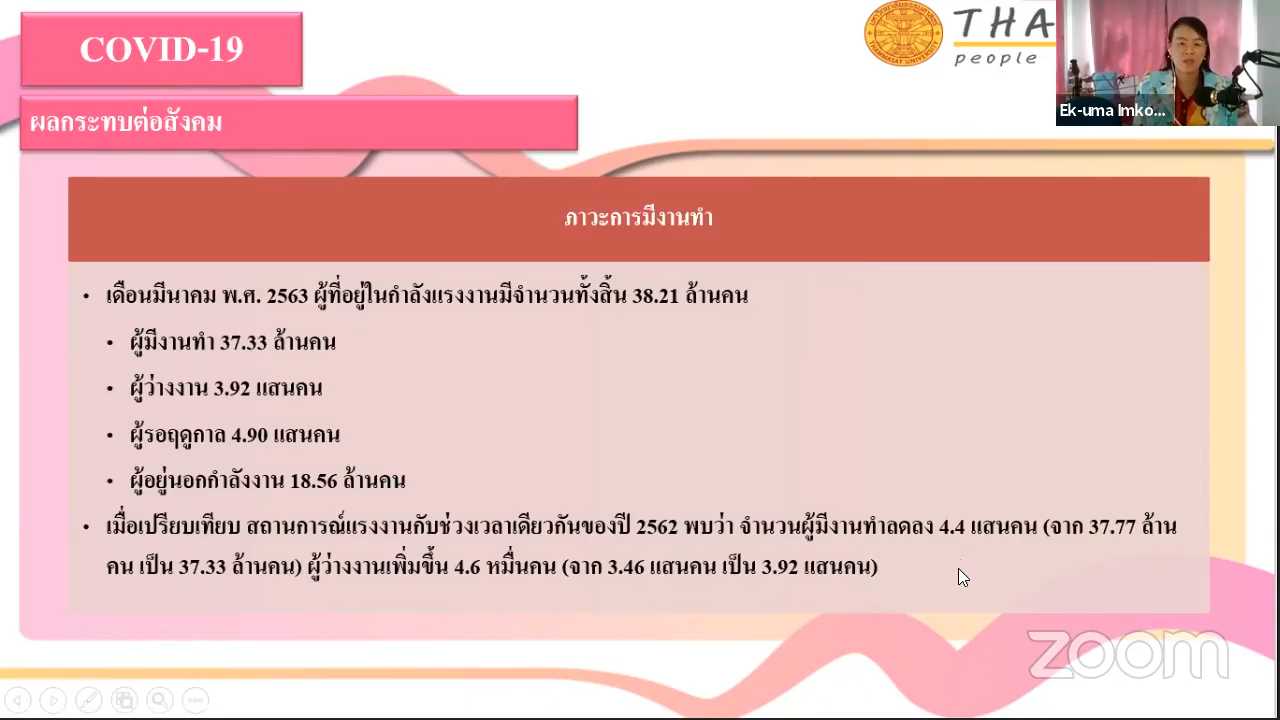 COVID-19
THA
people
THAMMASAT UNIVERSITY
Ek-uma Imko...
ผลกระทบต่อสังคม
ภาวะการมีงานทำ
• เดือนมีนาคม พ.ศ. 2563 ผู้ที่อยู่ในกำลังแรงงานมีจำนวนทั้งสิ้น 38.21 ล้านคน
• ผู้มีงานทำ 37.33 ล้านคน
• ผู้ว่างงาน 3.92 แสนคน
• ผู้รอฤดูกาล 4.90 แสนคน
• ผู้อยู่นอกกำลังงาน 18.56 ล้านคน
• เมื่อเปรียบเทียบ สถานการณ์แรงงานกับช่วงเวลาเดียวกันของปี 2562 พบว่า จำนวนผู้มีงานทำลดลง 4.4 แสนคน (จาก 37.77 ล้าน
คน เป็น 37.33 ล้านคน) ผู้ว่างงานเพิ่มขึ้น 4.6 หมื่นคน (จาก 3.46 แสนคน เป็น 3.92 แสนคน)
zoom